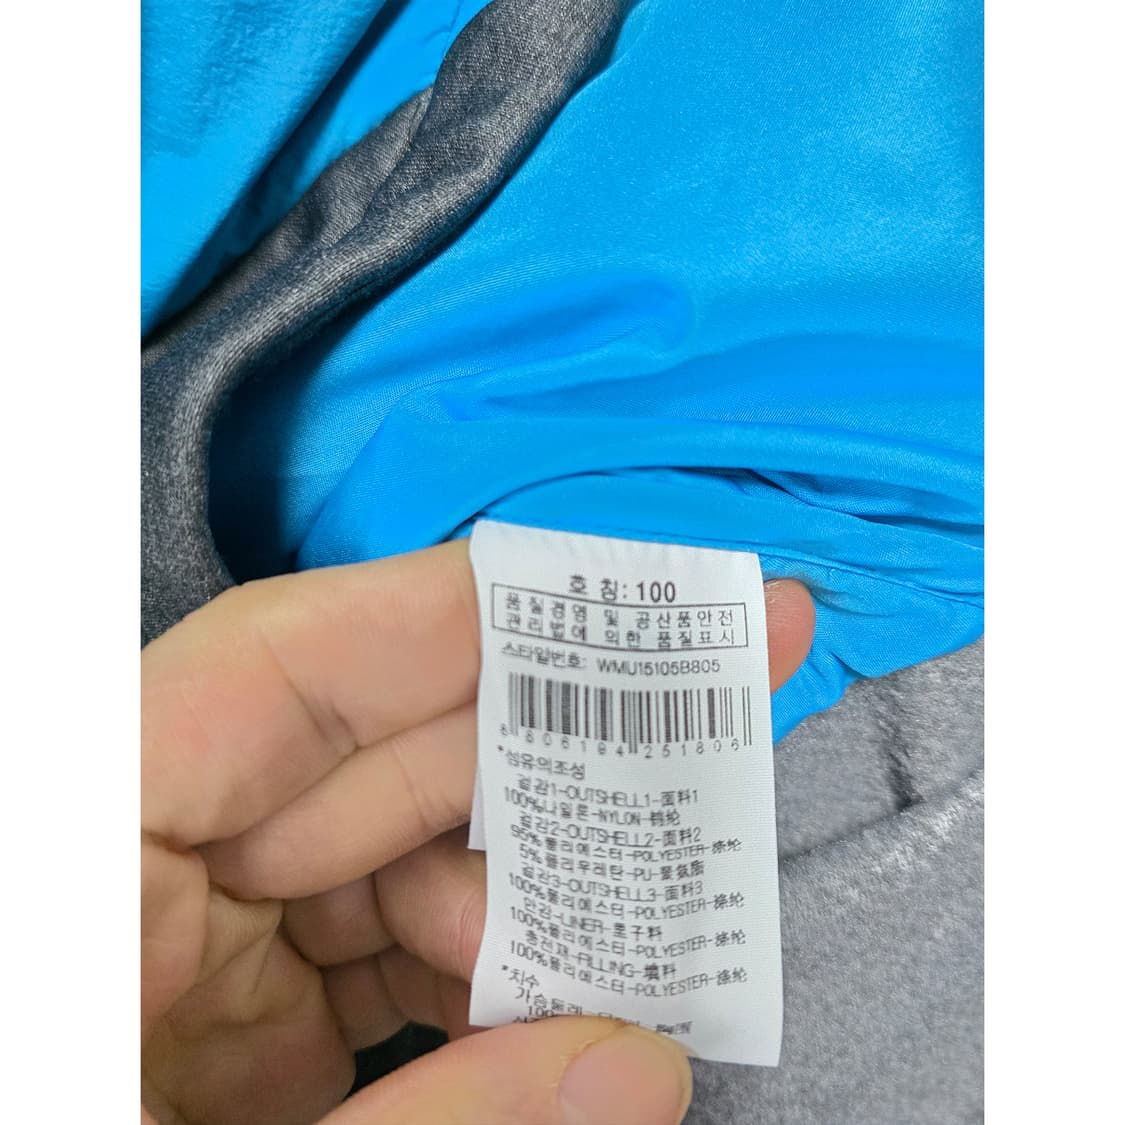 호 칭: 100
품질경영 및 공산품안전
관리법에 의한 품질표시
스타일번호: WMU15105B805
8 806194 251806
*섬유의조성
겉감1-OUTSHELL1-面料1
100%나일론-NYLON-锦纶
겉감2-OUTSHELL2-面料2
95%폴리에스터-POLYESTER-涤纶
5%폴리우레탄-PU-聚氨脂
겉감3-OUTSHELL3-面料3
100%폴리에스터-POLYESTER-涤纶
안감-LINER-里子料
100%폴리에스터-POLYESTER-涤纶
충전재-FILLING-填料
100%폴리에스터-POLYESTER-涤纶
*치수
가슴둘레-
100